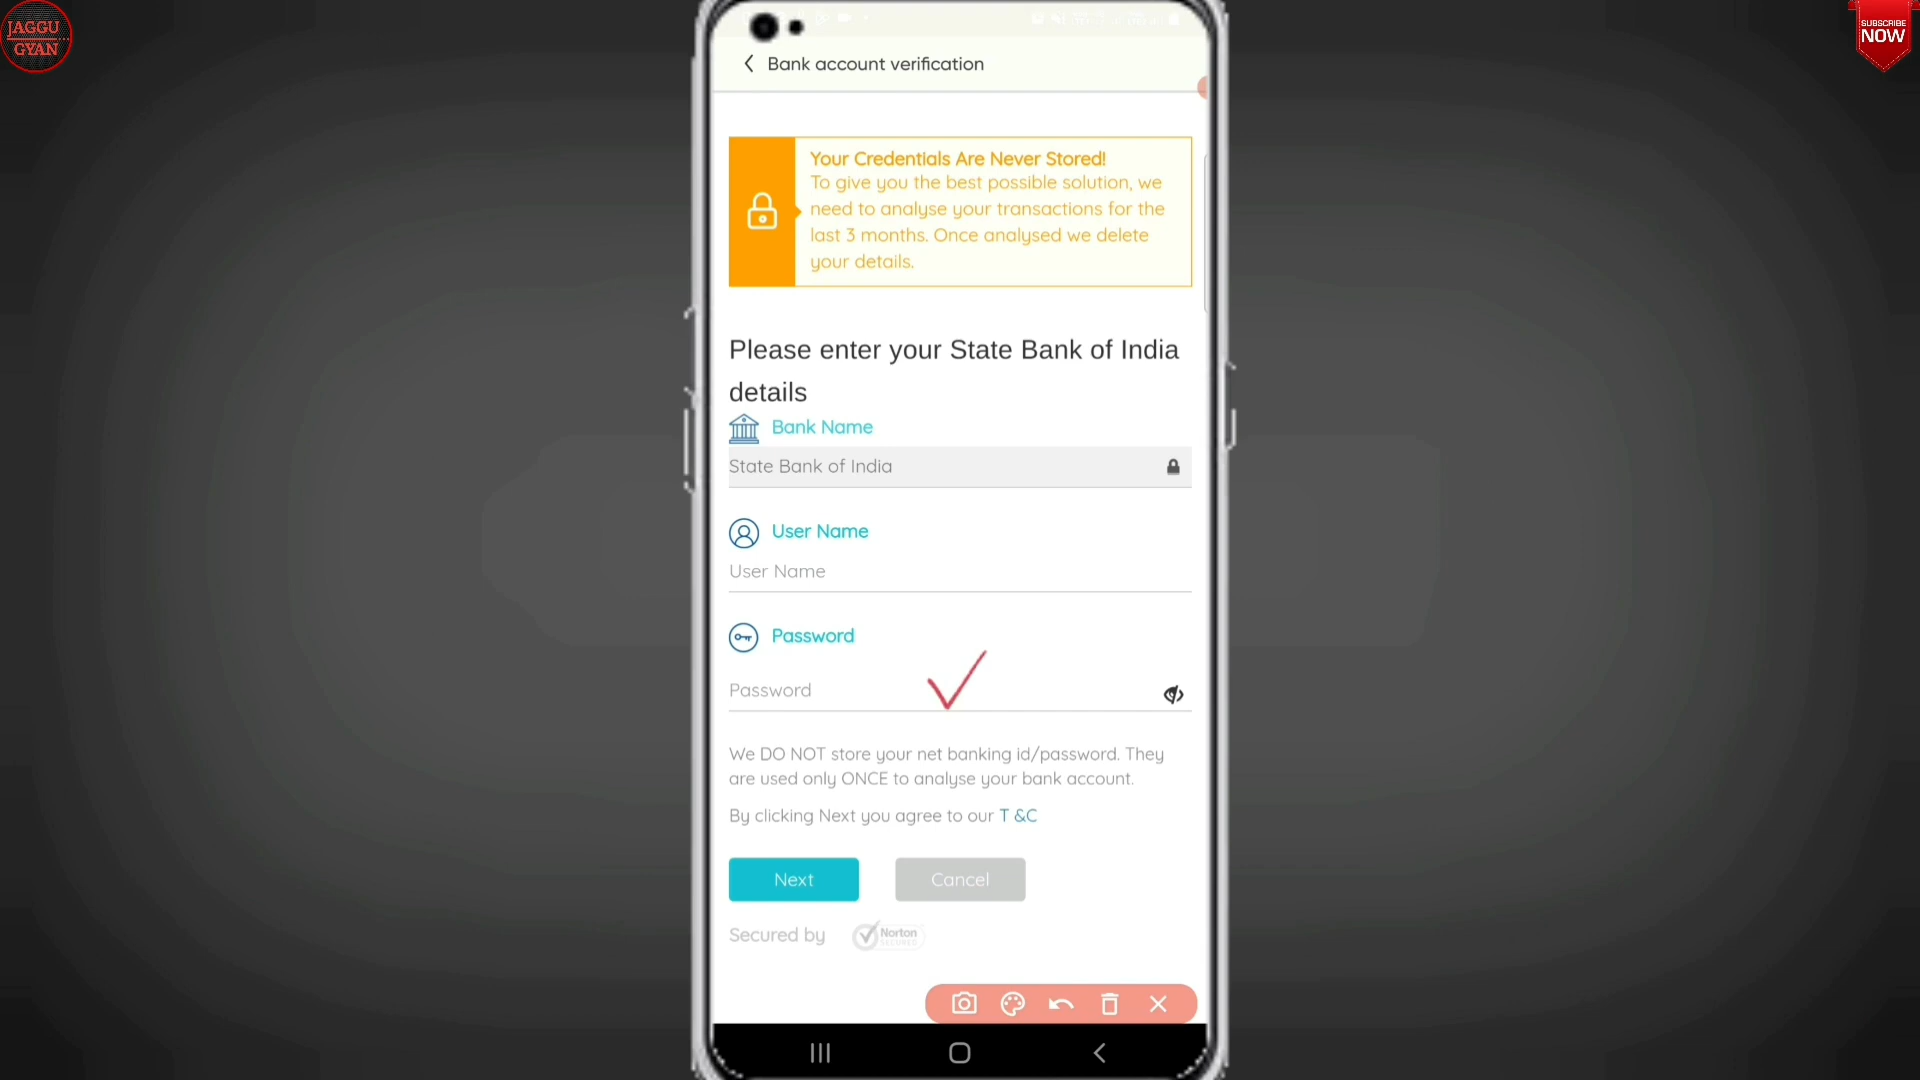 JAGGU
GYAN
SUBSCRIBE
NOW
Bank account verification
Your Credentials Are Never Stored!
To give you the best possible solution, we
need to analyse your transactions for the
last 3 months. Once analysed we delete
your details.
Please enter your State Bank of India
details
Bank Name
State Bank of India
User Name
User Name
Password
Password
We DO NOT store your net banking id/password. They
are used only ONCE to analyse your bank account.
By clicking Next you agree to our T &C
Next Cancel
Secured by Norton
SECURED